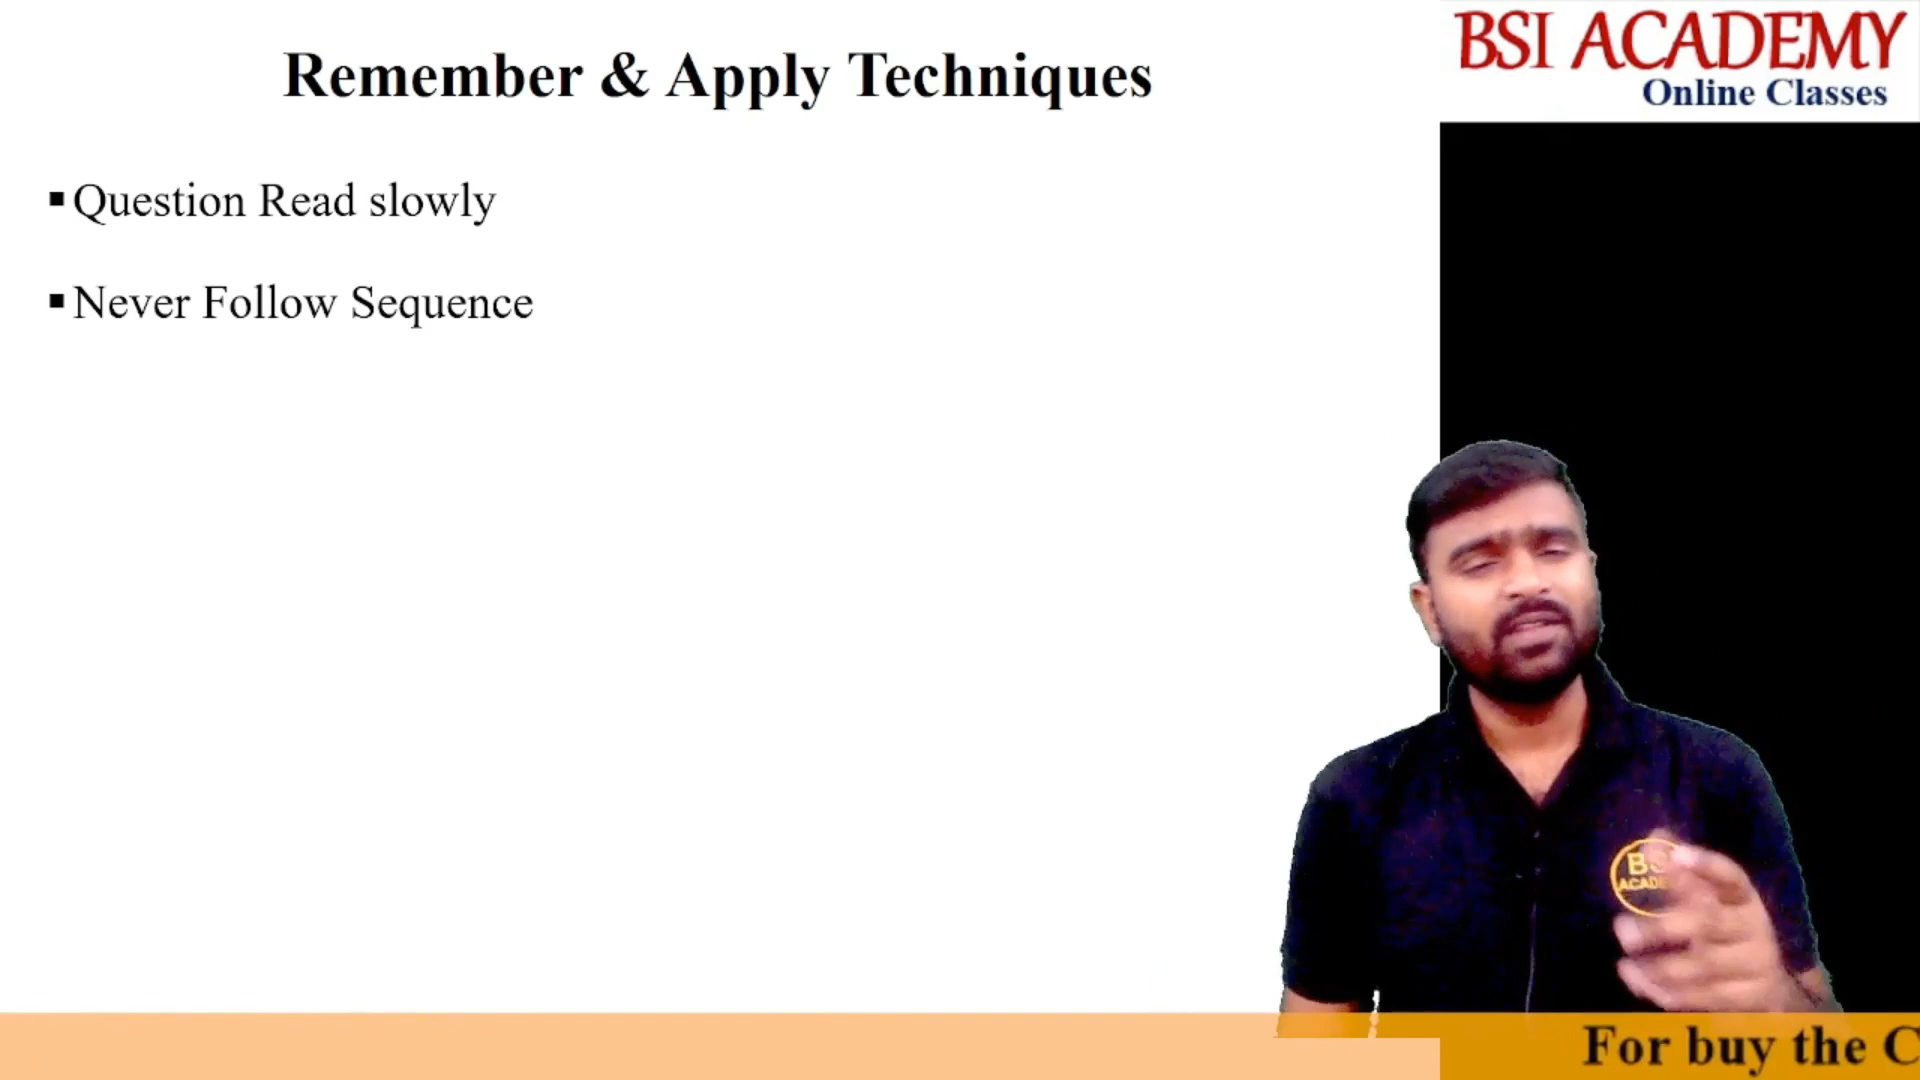 BSI ACADEMY
Online Classes
Remember & Apply Techniques
▪ Question Read slowly
▪ Never Follow Sequence
For buy the C